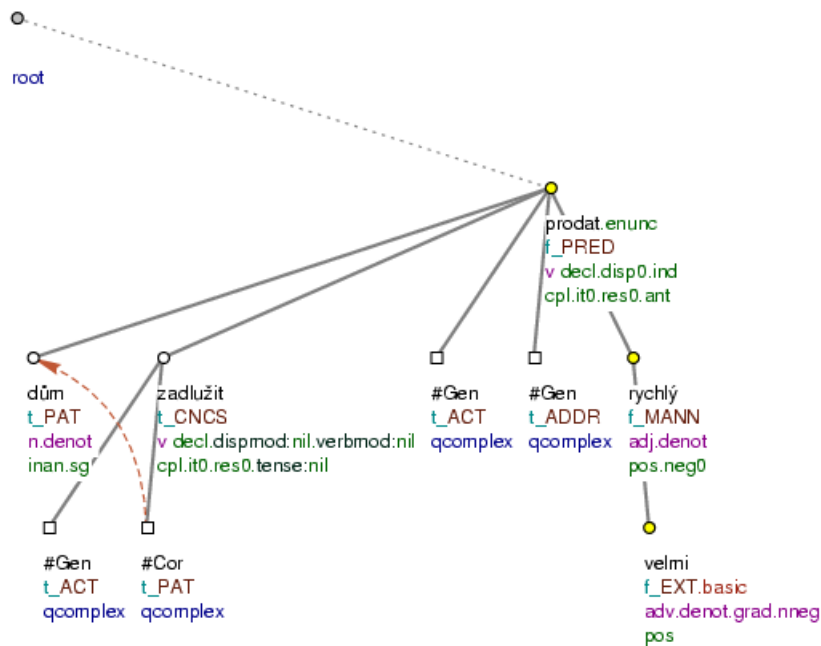 root
prodat.enunc
f_PRED
v decl.disp0.ind
cpl.it0.res0.ant
dům
t_PAT
n.denot
inan.sg
zadlužit
t_CNCS
v decl.dispmod:nil.verbmod:nil
cpl.it0.res0.tense:nil
#Gen
t_ACT
qcomplex
#Gen
t_ADDR
qcomplex
rychlý
f_MANN
adj.denot
pos.neg0
#Gen
t_ACT
qcomplex
#Cor
t_PAT
qcomplex
velmi
f_EXT.basic
adv.denot.grad.nneg
pos